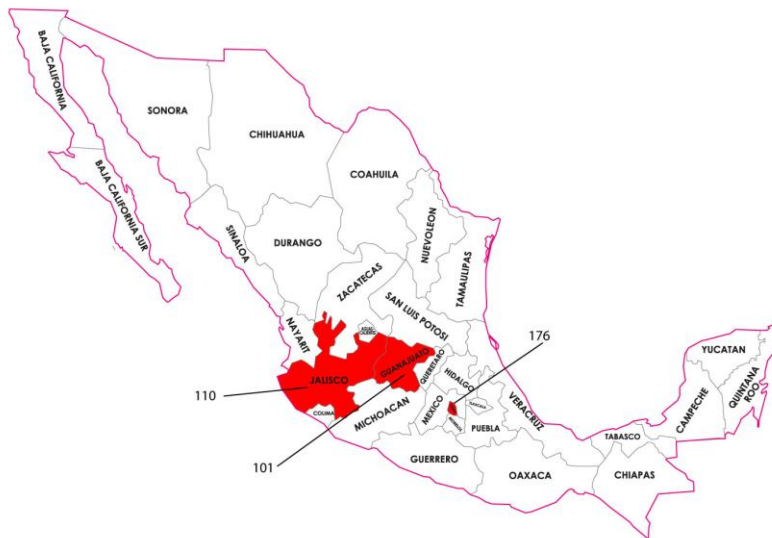 BAJA CALIFORNIA
SONORA
CHIHUAHUA
COAHUILA
BAJA CALIFORNIA SUR
SINALOA
DURANGO
NUEVOLEON
TAMAULIPAS
ZACATECAS
SAN LUIS POTOSI
NAYARIT
176
YUCATAN
GUANAJUATO
QUERETARO
HIDALGO
QUINTANA
ROO
JALISCO
CAMPECHE
110
VERACRUZ
COLIMA
MICHOACAN
MEXICO
PUEBLA
TABASCO
GUERRERO
OAXACA
CHIAPAS
101